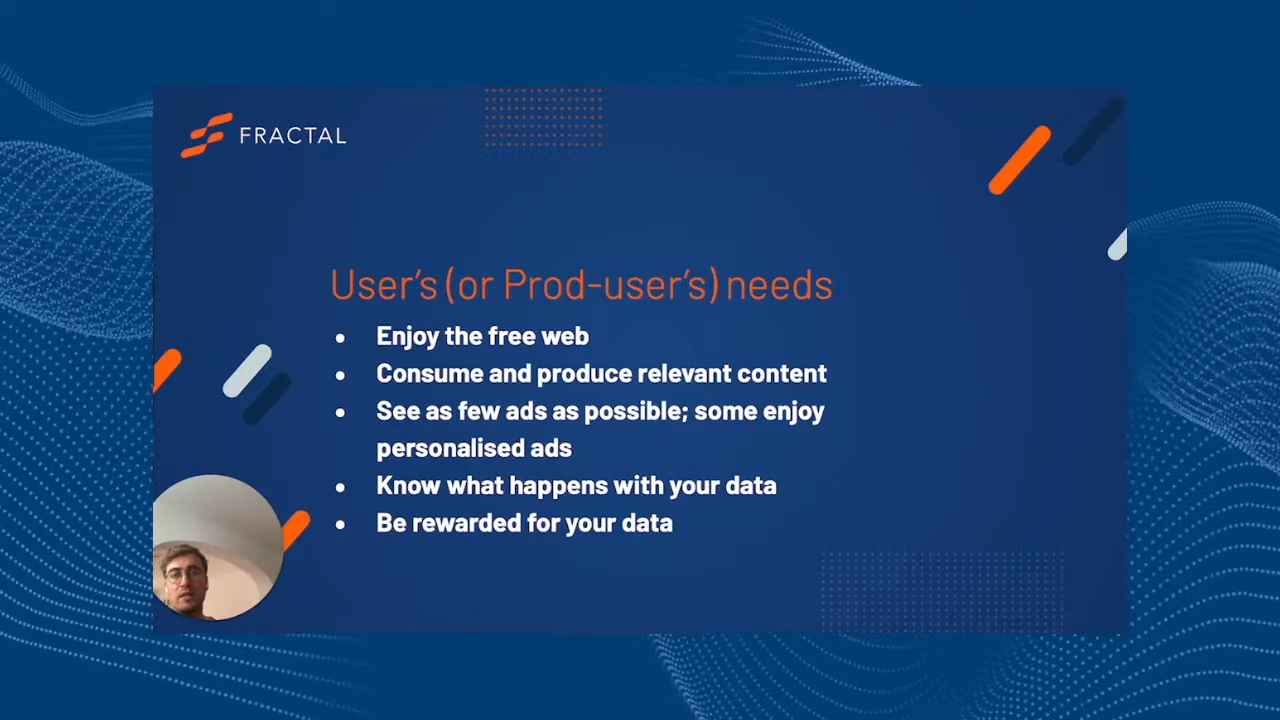 FRACTAL
User's (or Prod-user's) needs
• Enjoy the free web
• Consume and produce relevant content
• See as few ads as possible; some enjoy
personalised ads
• Know what happens with your data
• Be rewarded for your data